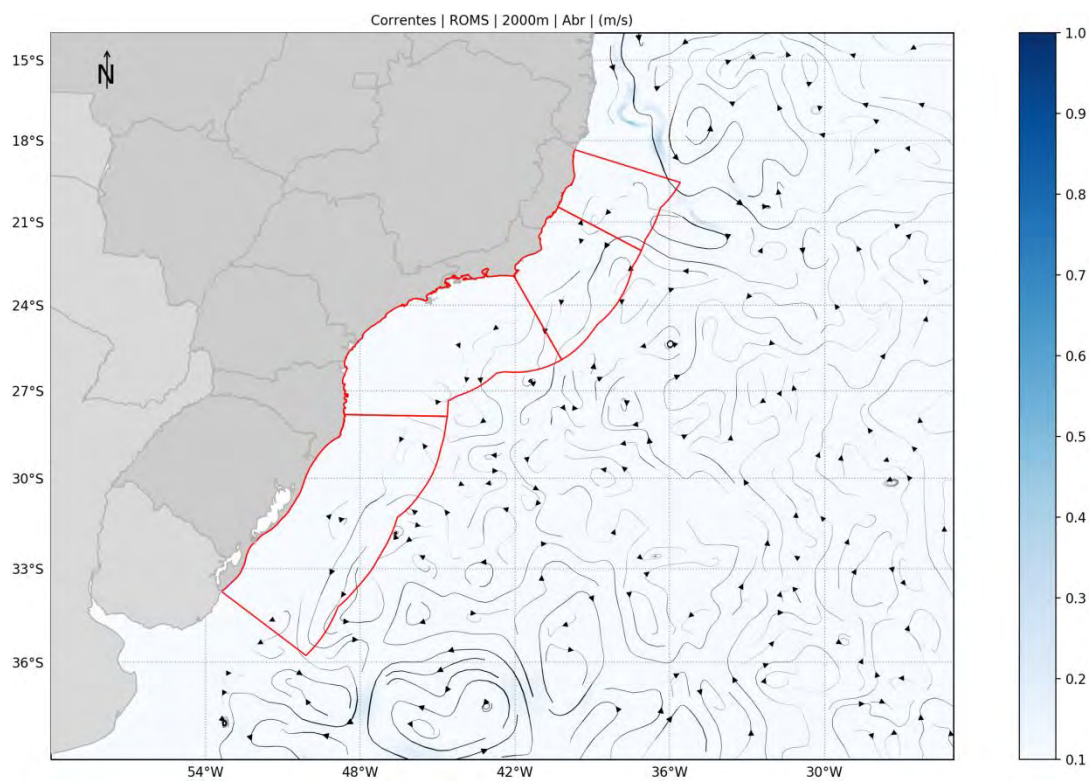 Correntes | ROMS | 2000m | Abr | (m/s)
N
15°S
18°S
21°S
24°S
27°S
30°S
33°S
36°S
54°W
48°W
42°W
36°W
30°W
1.0
0.9
0.8
0.7
0.6
0.5
0.4
0.3
0.2
0.1